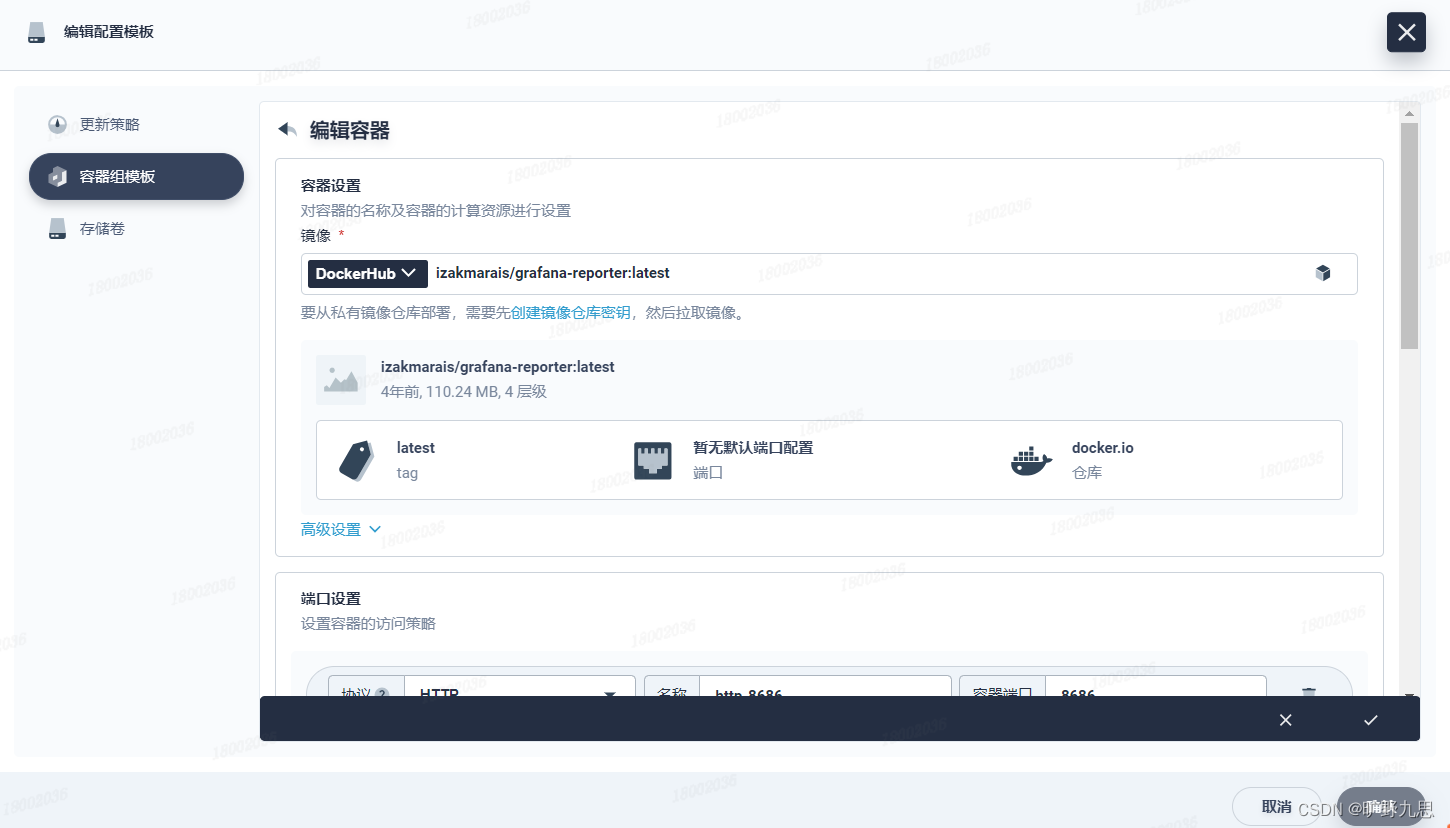 编辑配置模板
更新策略
容器组模板
存储卷
编辑容器
容器设置
对容器的名称及容器的计算资源进行设置
镜像 *
DockerHub izakmarais/grafana-reporter:latest
要从私有镜像仓库部署，需要先创建镜像仓库密钥，然后拉取镜像。
izakmarais/grafana-reporter:latest
4年前, 110.24 MB, 4 层级
latest
tag
暂无默认端口配置
端口
docker.io
仓库
高级设置
端口设置
设置容器的访问策略
协议 ? HTTP 名称 http-8686 容器端口 8686
取消
确认
CSDN @旷野九思
18002036